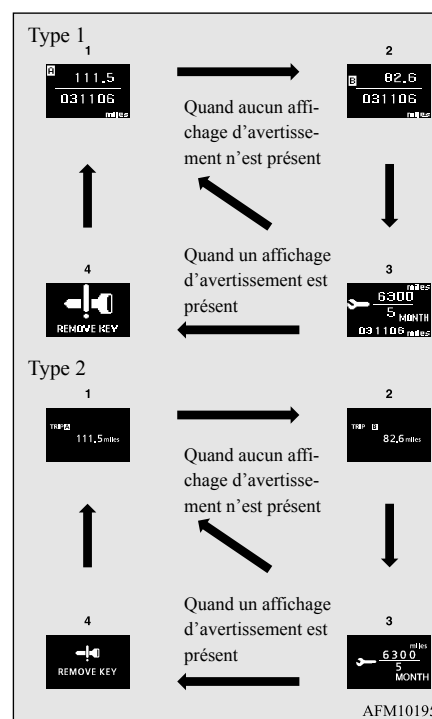 Type 1
1
2
A 111.5
031106
miles
B 82.6
031106
miles
Quand aucun affi-
chage d’avertisse-
ment n’est présent
Quand un affichage
d’avertissement est
présent
4
REMOVE KEY
3
miles
6300
5 MONTH
031106 miles
Type 2
1
2
TRIP A
111.5 miles
TRIP B
82.6 miles
Quand aucun affi-
chage d’avertisse-
ment n’est présent
Quand un affichage
d’avertissement est
présent
4
REMOVE KEY
3
miles
6300
5
MONTH
AFM10195